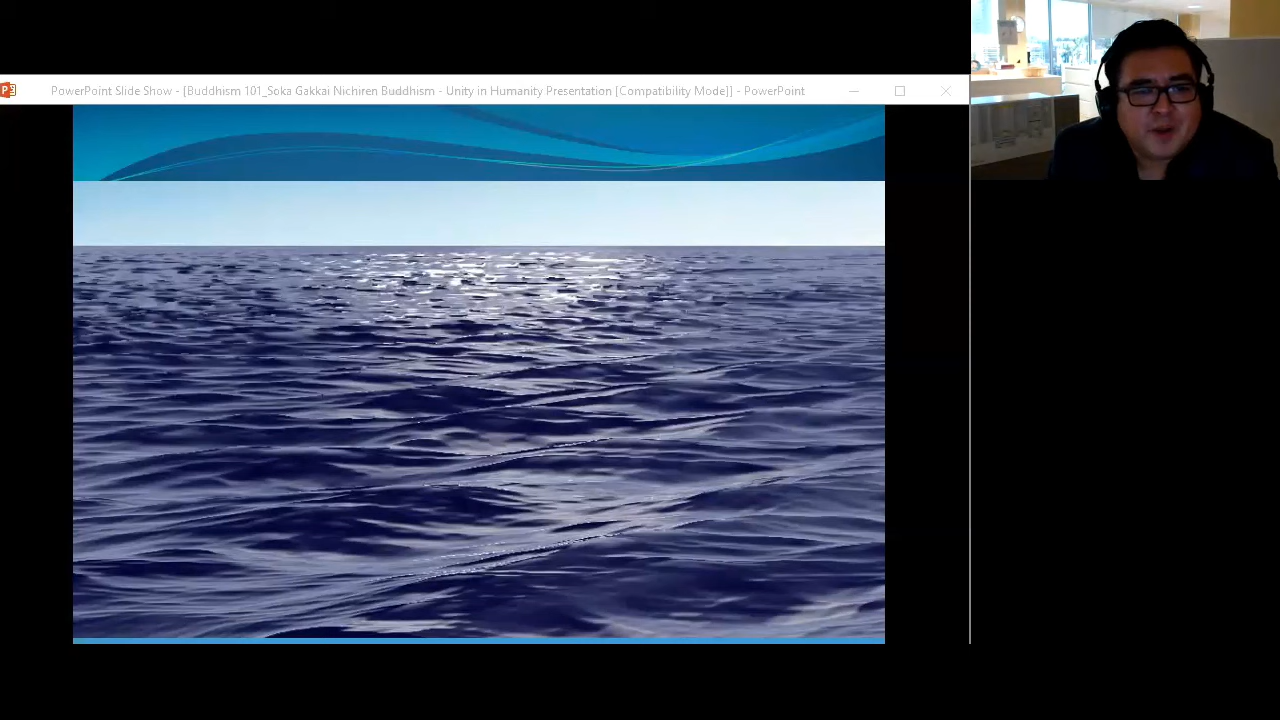 PowerPoint Slide Show - [Buddhism 101_Soka Gakkai Nichiren Buddhism - Unity in Humanity Presentation [Compatibility Mode]] - PowerPoint